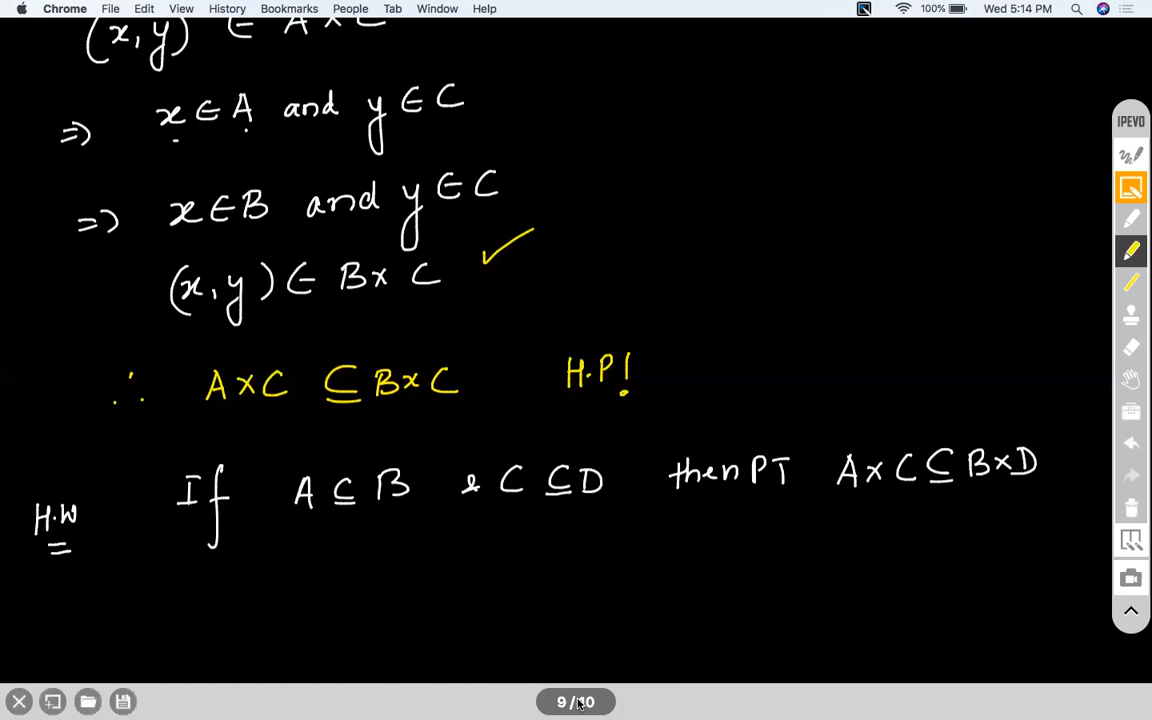 Chrome File Edit View History Bookmarks People Tab Window Help 100% Wed 5:14 PM
(x, y) ∈ A × C
⇒ x ∈ A and y ∈ C
IPEVO
⇒ x ∈ B and y ∈ C
(x, y) ∈ B × C ✓
∴ A × C ⊆ B × C H.P!
H.W If A ⊆ B & C ⊆ D then PT A × C ⊆ B × D
9 / 10